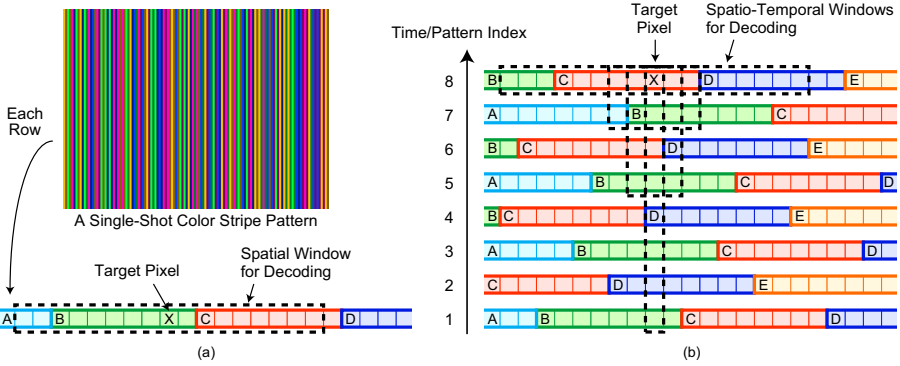 Each
Row
A Single-Shot Color Stripe Pattern
Target Pixel
Spatial Window
for Decoding
A B X C D
(a)
Time/Pattern Index
Target
Pixel
Spatio-Temporal Windows
for Decoding
8 B C X D E
7 A B C
6 B C D E
5 A B C D
4 B C D E
3 A B C D
2 C D E
1 A B C D
(b)